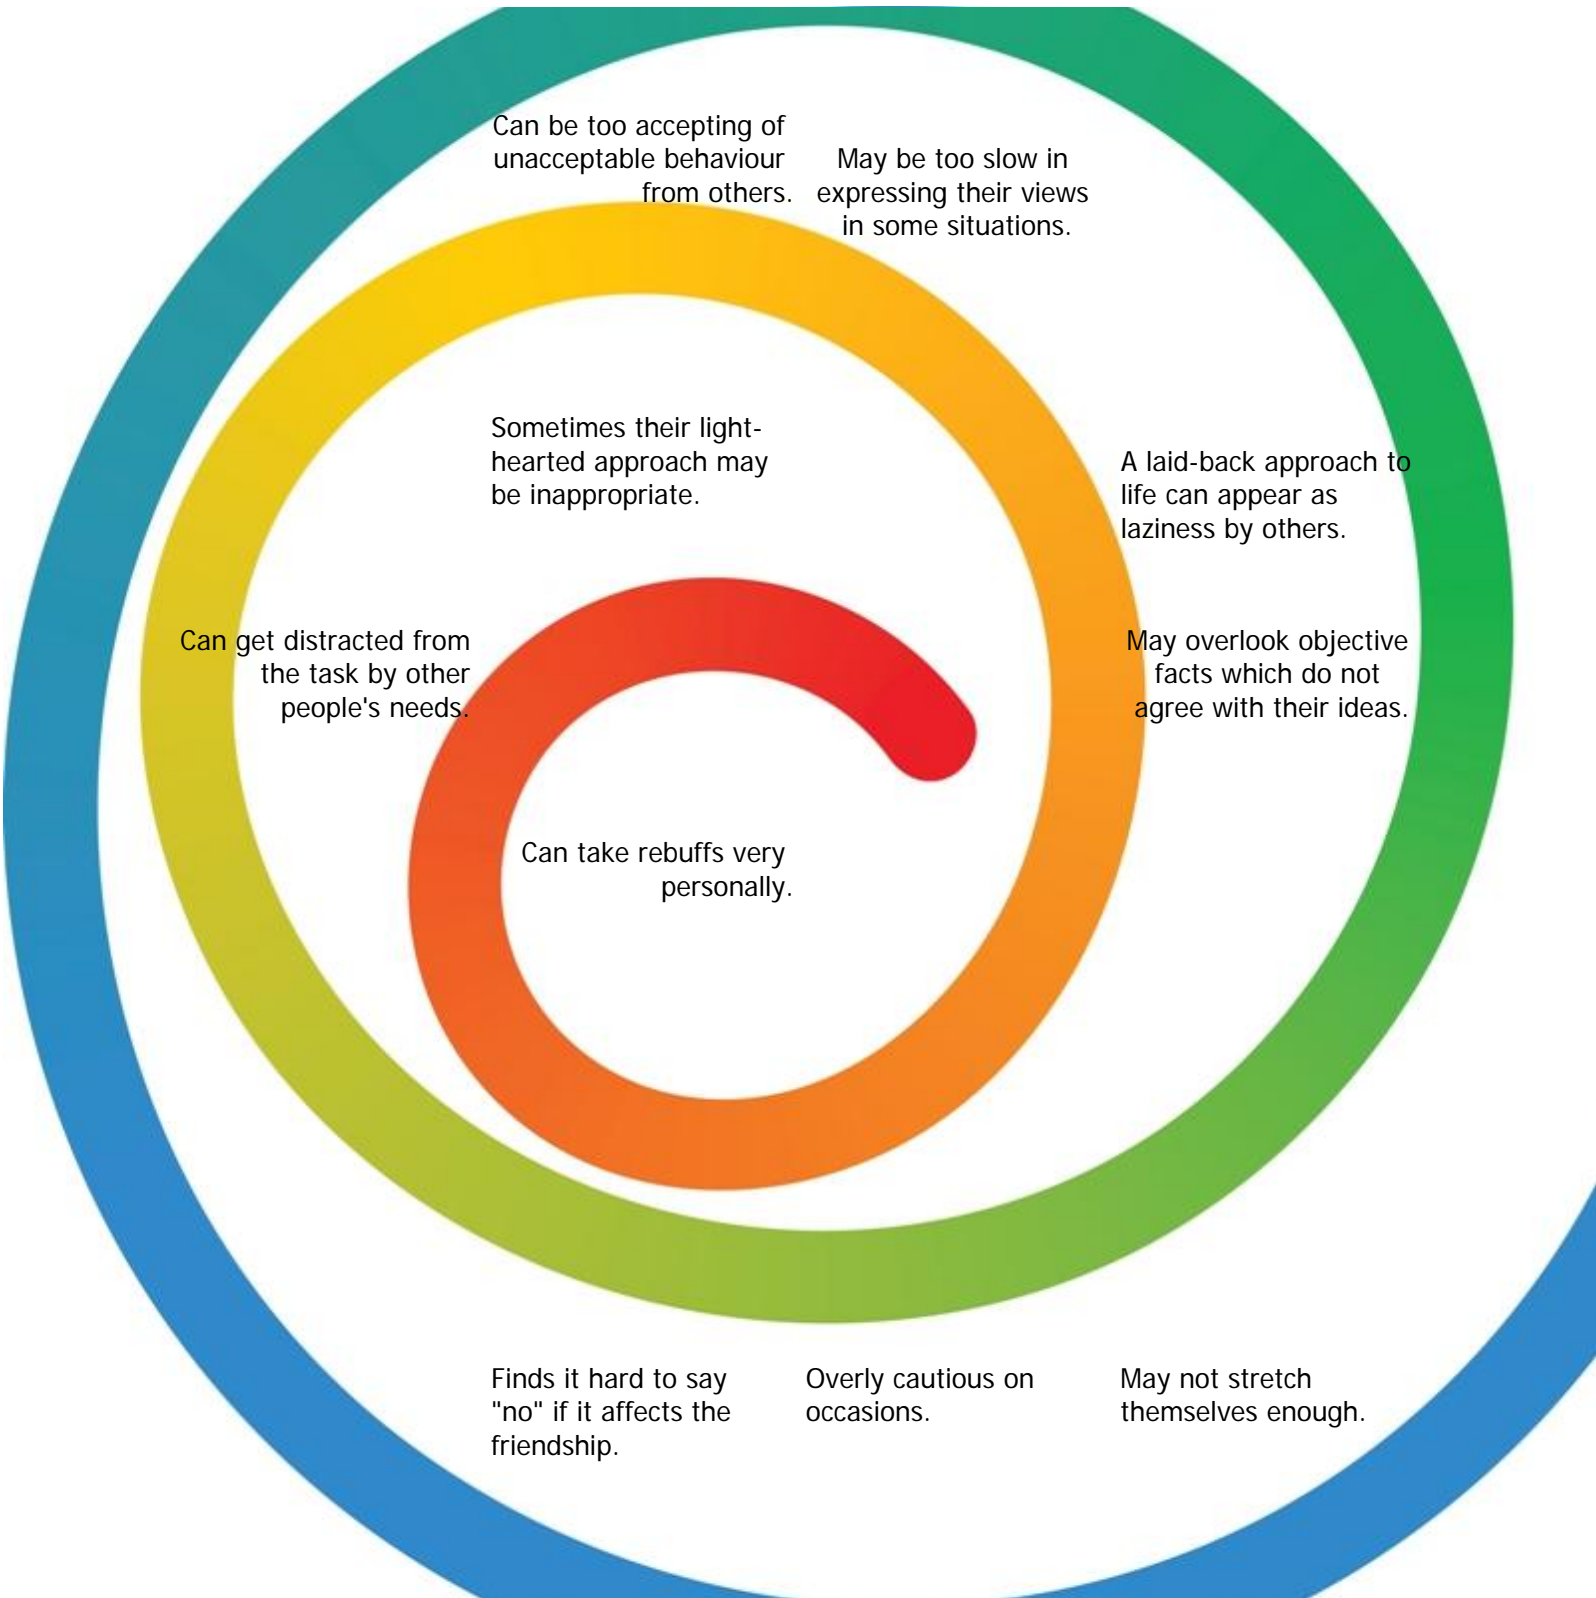 Can be too accepting of
unacceptable behaviour
from others.
May be too slow in
expressing their views
in some situations.
Sometimes their light-
hearted approach may
be inappropriate.
A laid-back approach to
life can appear as
laziness by others.
Can get distracted from
the task by other
people's needs.
May overlook objective
facts which do not
agree with their ideas.
Can take rebuffs very
personally.
Finds it hard to say
"no" if it affects the
friendship.
Overly cautious on
occasions.
May not stretch
themselves enough.